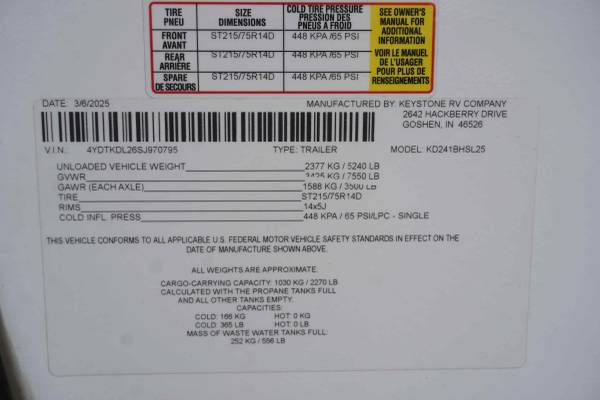 TIRE
PNEU
SIZE
DIMENSIONS
COLD TIRE PRESSURE
PRESSION DES
PNEUS A FROID
SEE OWNER'S
MANUAL FOR
ADDITIONAL
INFORMATION
VOIR LE MANUEL
DE L'USAGER
POUR PLUS DE
RENSEIGNEMENTS
FRONT
AVANT
ST215/75R14D
448 KPA /65 PSI
REAR
ARRIÈRE
ST215/75R14D
448 KPA /65 PSI
SPARE
DE SECOURS
ST215/75R14D
448 KPA /65 PSI
DATE: 3/6/2025 MANUFACTURED BY: KEYSTONE RV COMPANY
2642 HACKBERRY DRIVE
GOSHEN, IN 46526
V.I.N.: 4YDTKDL26SJ970795 TYPE: TRAILER MODEL: KD241BHSL25
UNLOADED VEHICLE WEIGHT 2377 KG / 5240 LB
GVWR 3425 KG / 7550 LB
GAWR (EACH AXLE) 1588 KG / 3500 LB
TIRE ST215/75R14D
RIMS 14x5J
COLD INFL. PRESS 448 KPA / 65 PSI/LPC - SINGLE
THIS VEHICLE CONFORMS TO ALL APPLICABLE U.S. FEDERAL MOTOR VEHICLE SAFETY STANDARDS IN EFFECT ON THE
DATE OF MANUFACTURE SHOWN ABOVE.
ALL WEIGHTS ARE APPROXIMATE.
CARGO-CARRYING CAPACITY: 1030 KG / 2270 LB
CALCULATED WITH THE PROPANE TANKS FULL
AND ALL OTHER TANKS EMPTY.
CAPACITIES:
COLD: 166 KG HOT: 0 KG
COLD: 365 LB HOT: 0 LB
MASS OF WASTE WATER TANKS FULL:
252 KG / 556 LB